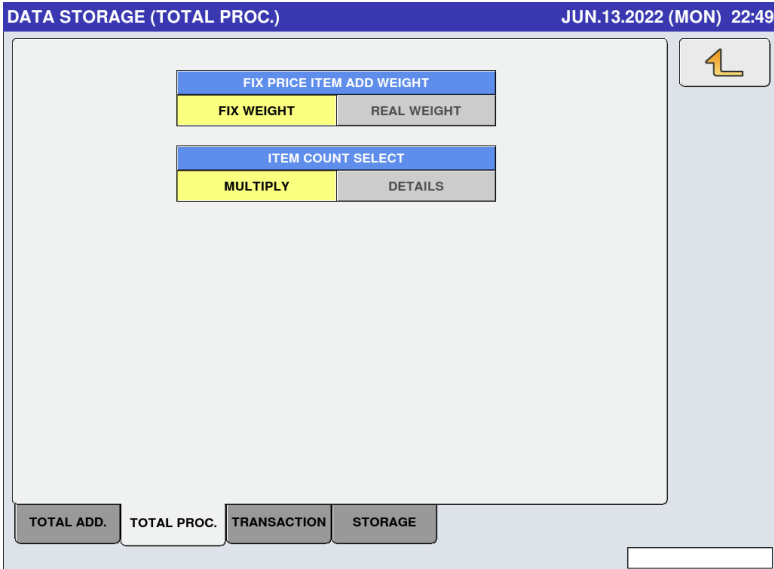 DATA STORAGE (TOTAL PROC.) JUN.13.2022 (MON) 22:49
FIX PRICE ITEM ADD WEIGHT
FIX WEIGHT REAL WEIGHT
ITEM COUNT SELECT
MULTIPLY DETAILS
TOTAL ADD. TOTAL PROC. TRANSACTION STORAGE